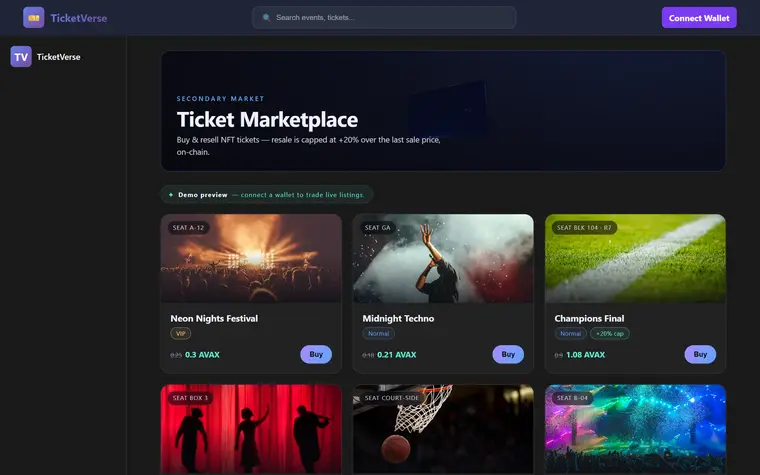 TicketVerse
Search events, tickets...
Connect Wallet
TV TicketVerse
SECONDARY MARKET
Ticket Marketplace
Buy & resell NFT tickets — resale is capped at +20% over the last sale price,
on-chain.
Demo preview — connect a wallet to trade live listings.
SEAT A-12
SEAT GA
SEAT BLK 104 · R7
Neon Nights Festival
Midnight Techno
Champions Final
VIP
Normal
Normal
+20% cap
0.25 0.3 AVAX
Buy
0.18 0.21 AVAX
Buy
0.9 1.08 AVAX
Buy
SEAT BOX 3
SEAT COURT-SIDE
SEAT B-04